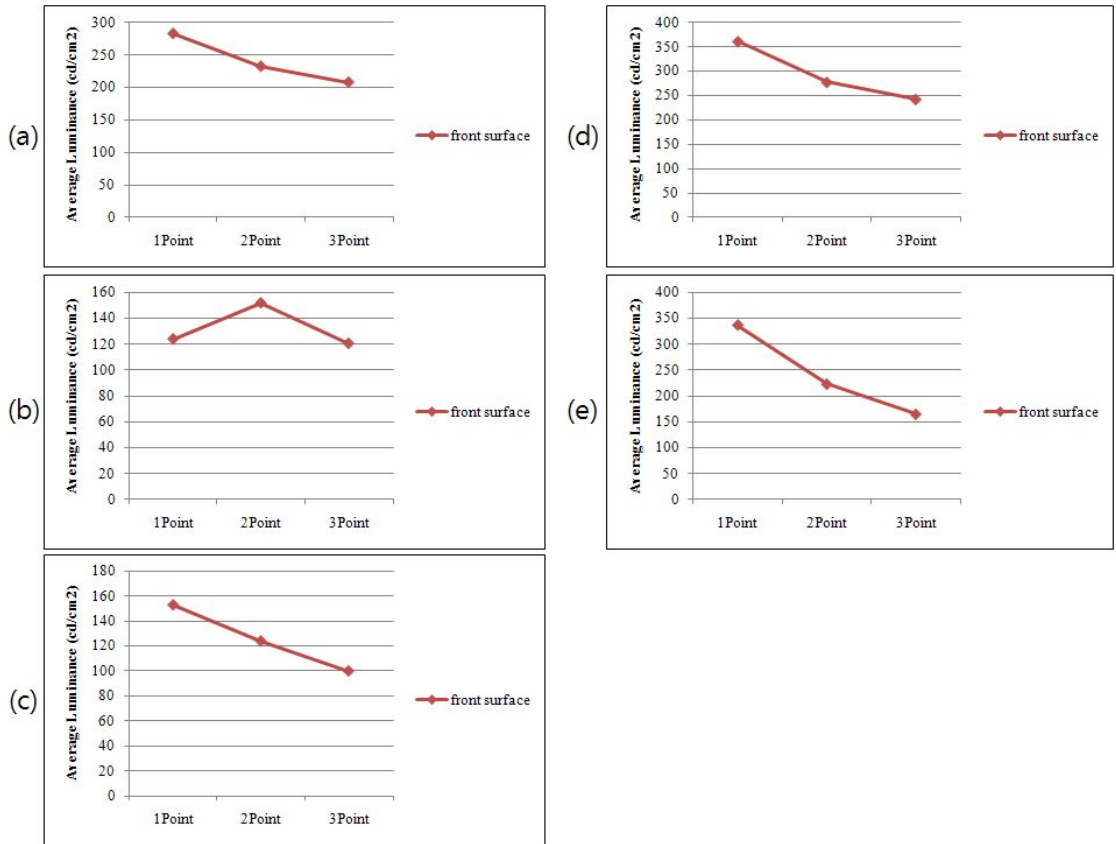 (a)
Average Luminance (cd/cm2)
300
250
200
150
100
50
0
1Point 2Point 3Point
front surface
(b)
Average Luminance (cd/cm2)
160
140
120
100
80
60
40
20
0
1Point 2Point 3Point
front surface
(c)
Average Luminance (cd/cm2)
180
160
140
120
100
80
60
40
20
0
1Point 2Point 3Point
front surface
(d)
Average Luminance (cd/cm2)
400
350
300
250
200
150
100
50
0
1Point 2Point 3Point
front surface
(e)
Average Luminance (cd/cm2)
400
350
300
250
200
150
100
50
0
1Point 2Point 3Point
front surface